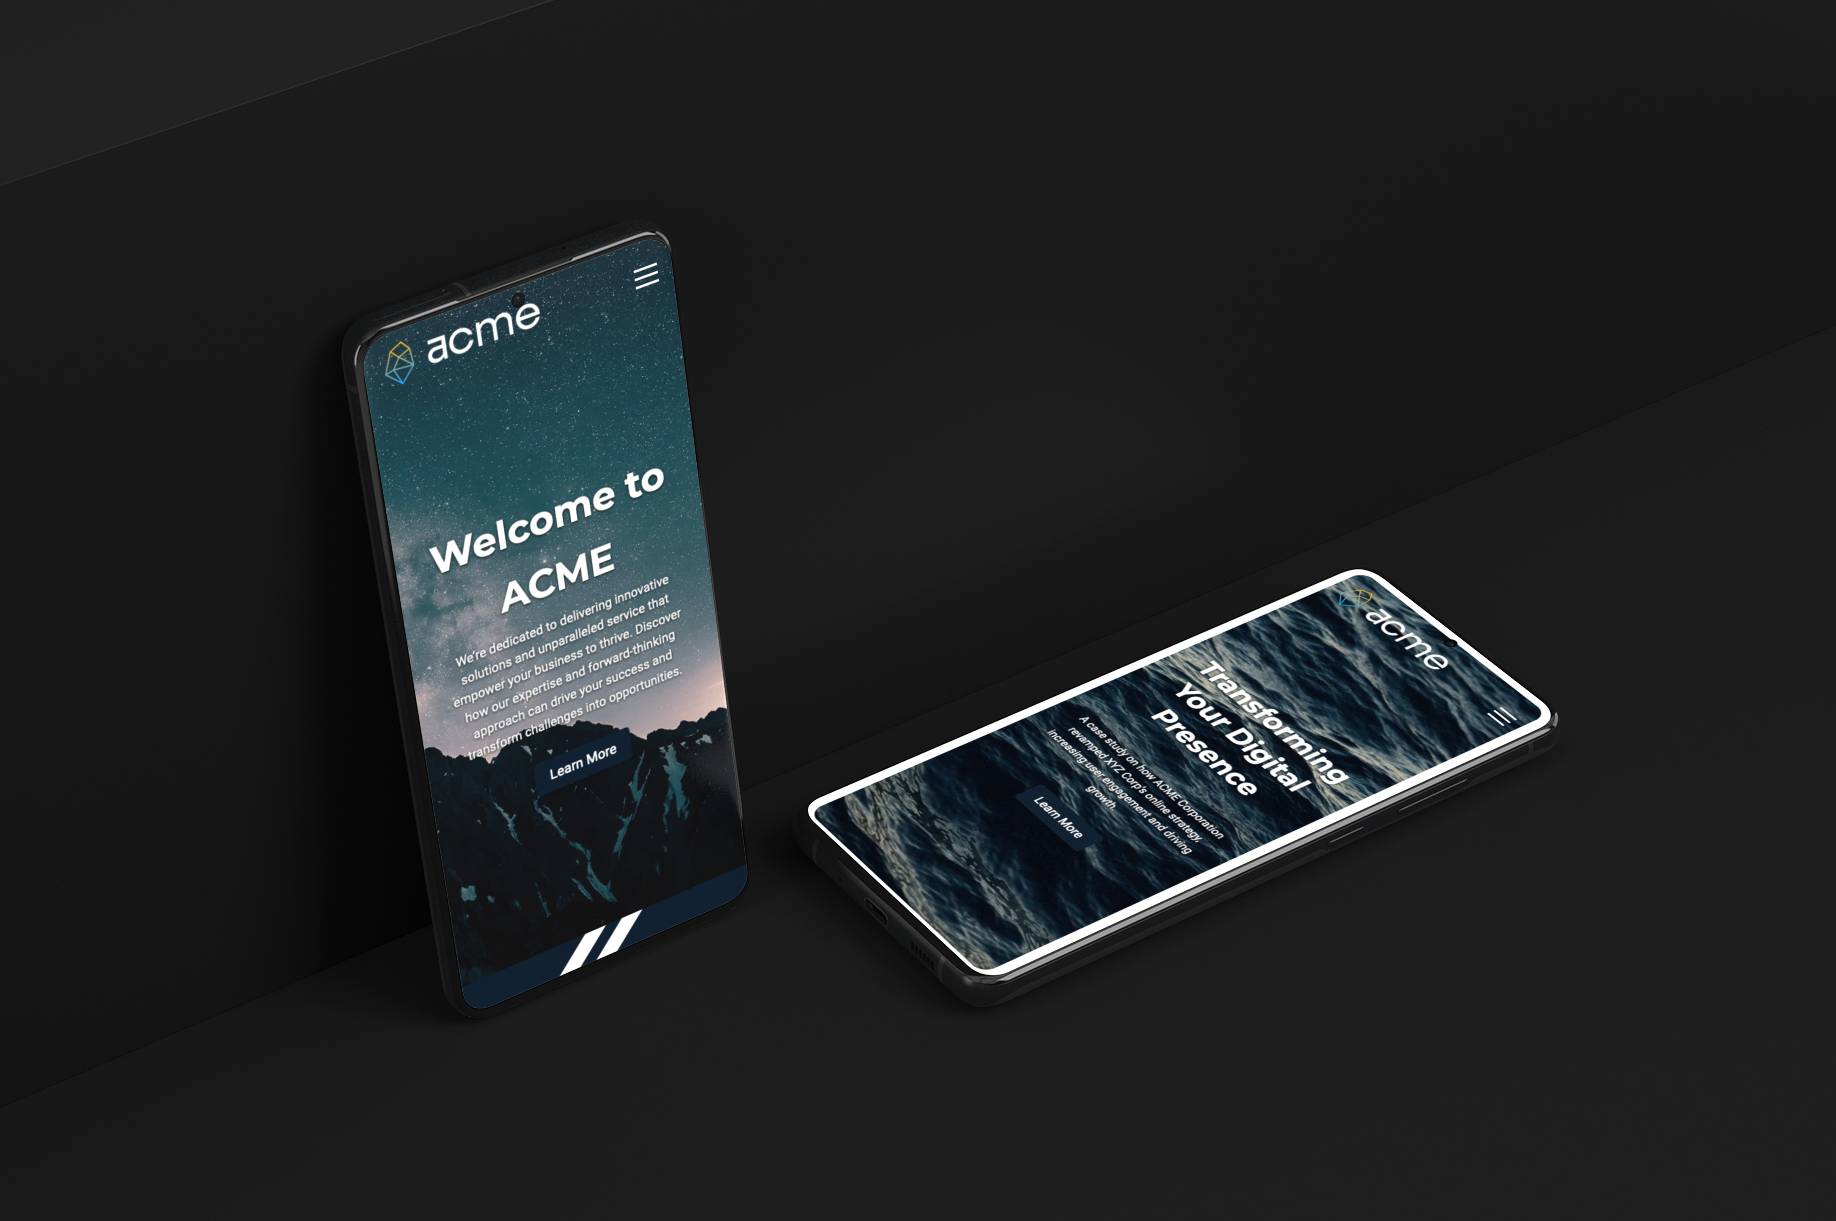 acme
Welcome to
ACME
We're dedicated to delivering innovative
solutions and unparalleled service that
empower your business to thrive. Discover
how our expertise and forward-thinking
approach can drive your success and
transform challenges into opportunities.
Learn More
acme
Transforming
Your Digital
Presence
A case study on how ACME Corporation
revamped XYZ Corp's online strategy,
increasing user engagement and driving
growth.
Learn More